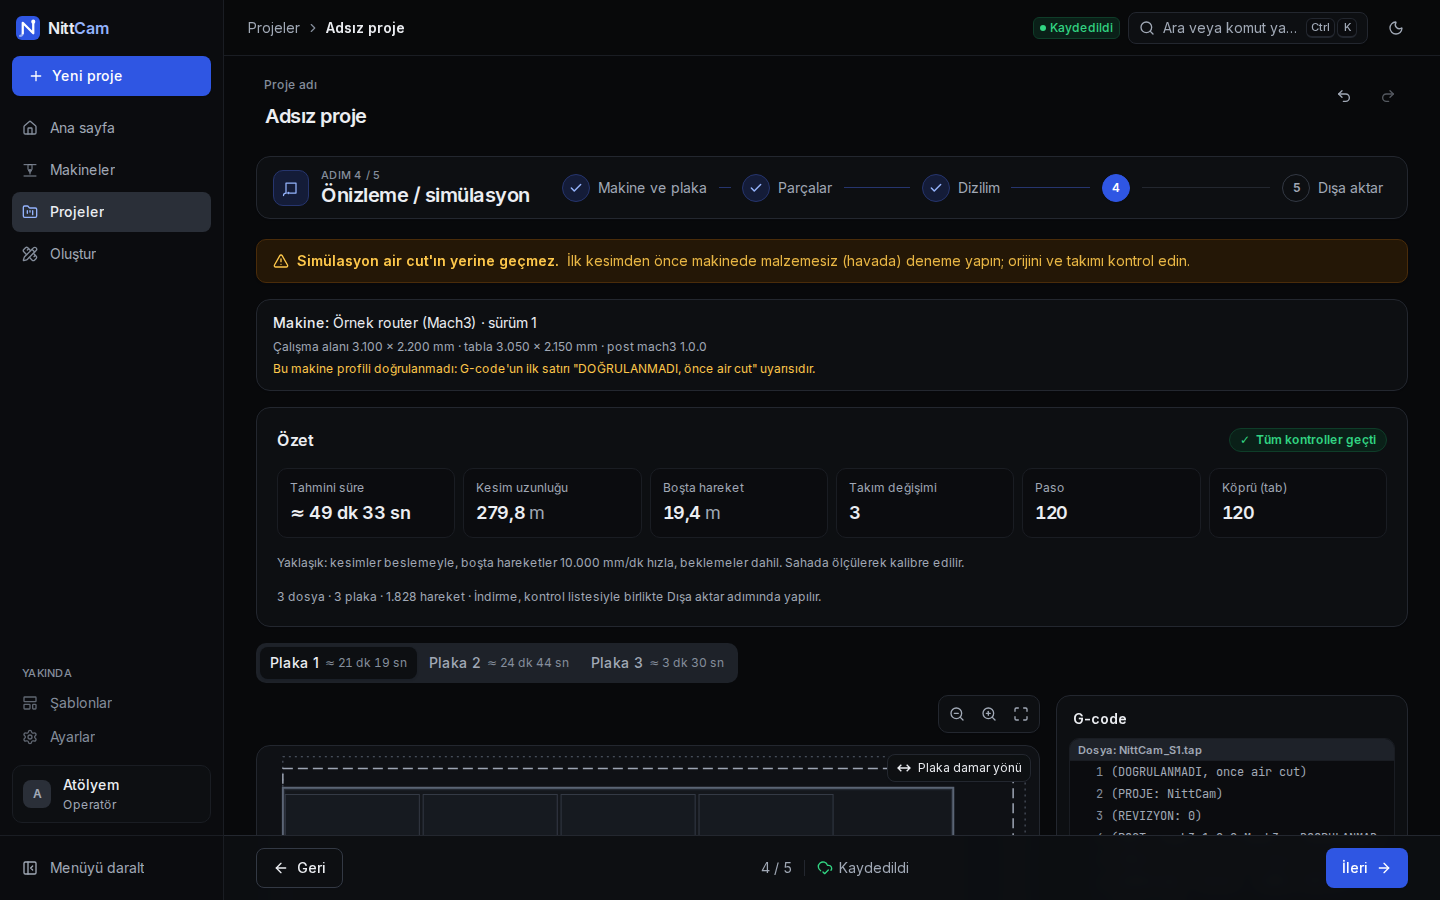 NittCam
Projeler > Adsız proje
Kaydedildi
Ara veya komut ya... Ctrl K
Yeni proje
Ana sayfa
Makineler
Projeler
Oluştur
YAKINDA
Şablonlar
Ayarlar
A Atölyem
Operatör
Menüyü daralt
Proje adı
Adsız proje
ADIM 4 / 5
Önizleme / simülasyon
Makine ve plaka
Parçalar
Dizilim
4
5 Dışa aktar
Simülasyon air cut'ın yerine geçmez. İlk kesimden önce makinede malzemesiz (havada) deneme yapın; orijini ve takımı kontrol edin.
Makine: Örnek router (Mach3) · sürüm 1
Çalışma alanı 3.100 × 2.200 mm · tabla 3.050 × 2.150 mm · post mach3 1.0.0
Bu makine profili doğrulanmadı: G-code'un ilk satırı "DOĞRULANMADI, önce air cut" uyarısıdır.
Özet
✓ Tüm kontroller geçti
Tahmini süre
≈ 49 dk 33 sn
Kesim uzunluğu
279,8 m
Boşta hareket
19,4 m
Takım değişimi
3
Paso
120
Köprü (tab)
120
Yaklaşık: kesimler beslemeyle, boşta hareketler 10.000 mm/dk hızla, beklemeler dahil. Sahada ölçülerek kalibre edilir.
3 dosya · 3 plaka · 1.828 hareket · İndirme, kontrol listesiyle birlikte Dışa aktar adımında yapılır.
Plaka 1 ≈ 21 dk 19 sn
Plaka 2 ≈ 24 dk 44 sn
Plaka 3 ≈ 3 dk 30 sn
Plaka damar yönü
G-code
Dosya: NittCam_S1.tap
1 (DOGRULANMADI, once air cut)
2 (PROJE: NittCam)
3 (REVIZYON: 0)
Geri
4 / 5
Kaydedildi
İleri